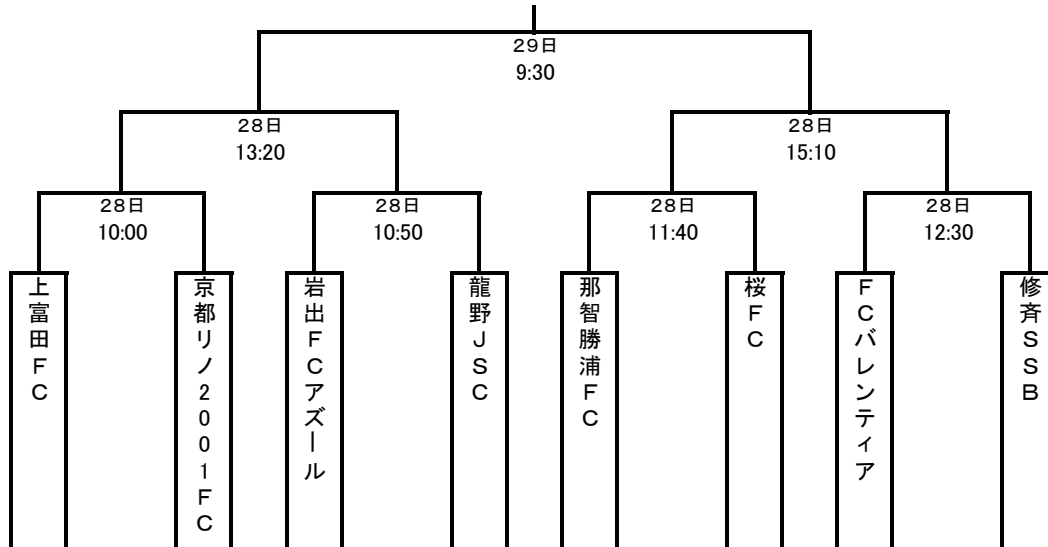 29日
9:30
28日
13:20
28日
15:10
28日
10:00
28日
10:50
28日
11:40
28日
12:30
上富田FC
京都リノ2001FC
岩出FCアズール
龍野JSC
那智勝浦FC
桜FC
FCバレンティア
修斉SSB